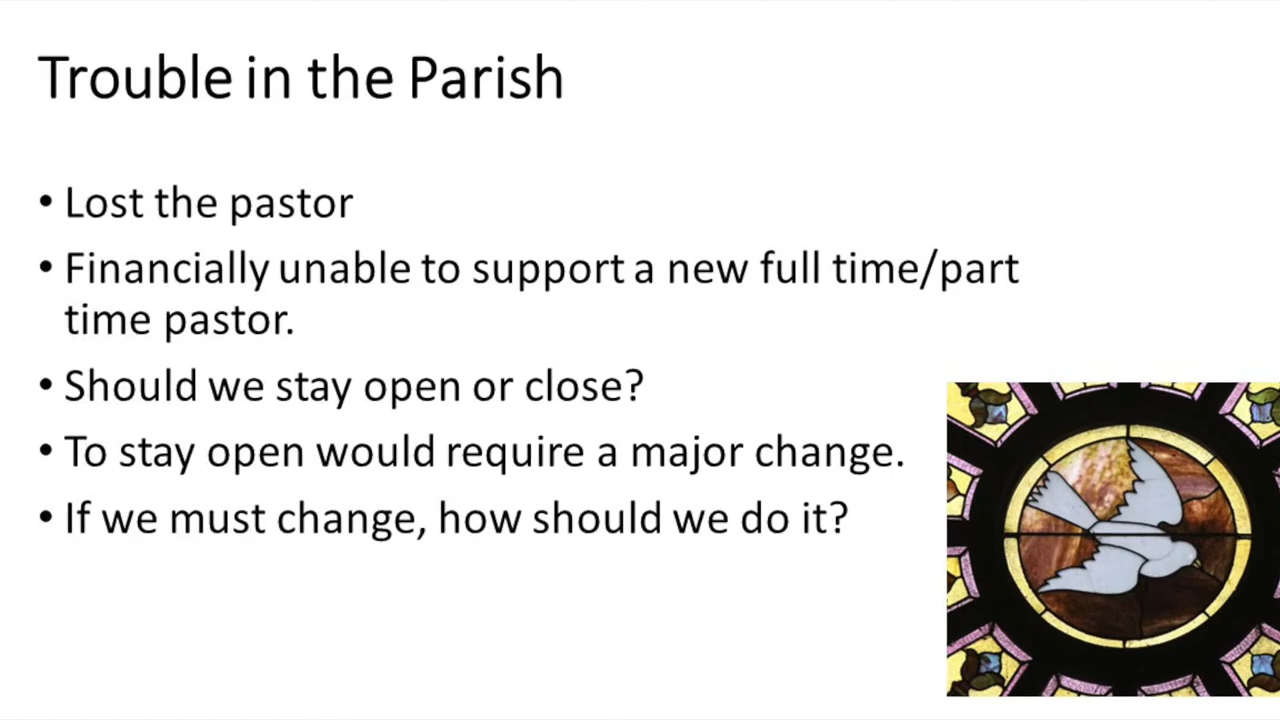 Trouble in the Parish
• Lost the pastor
• Financially unable to support a new full time/part
time pastor.
• Should we stay open or close?
• To stay open would require a major change.
• If we must change, how should we do it?